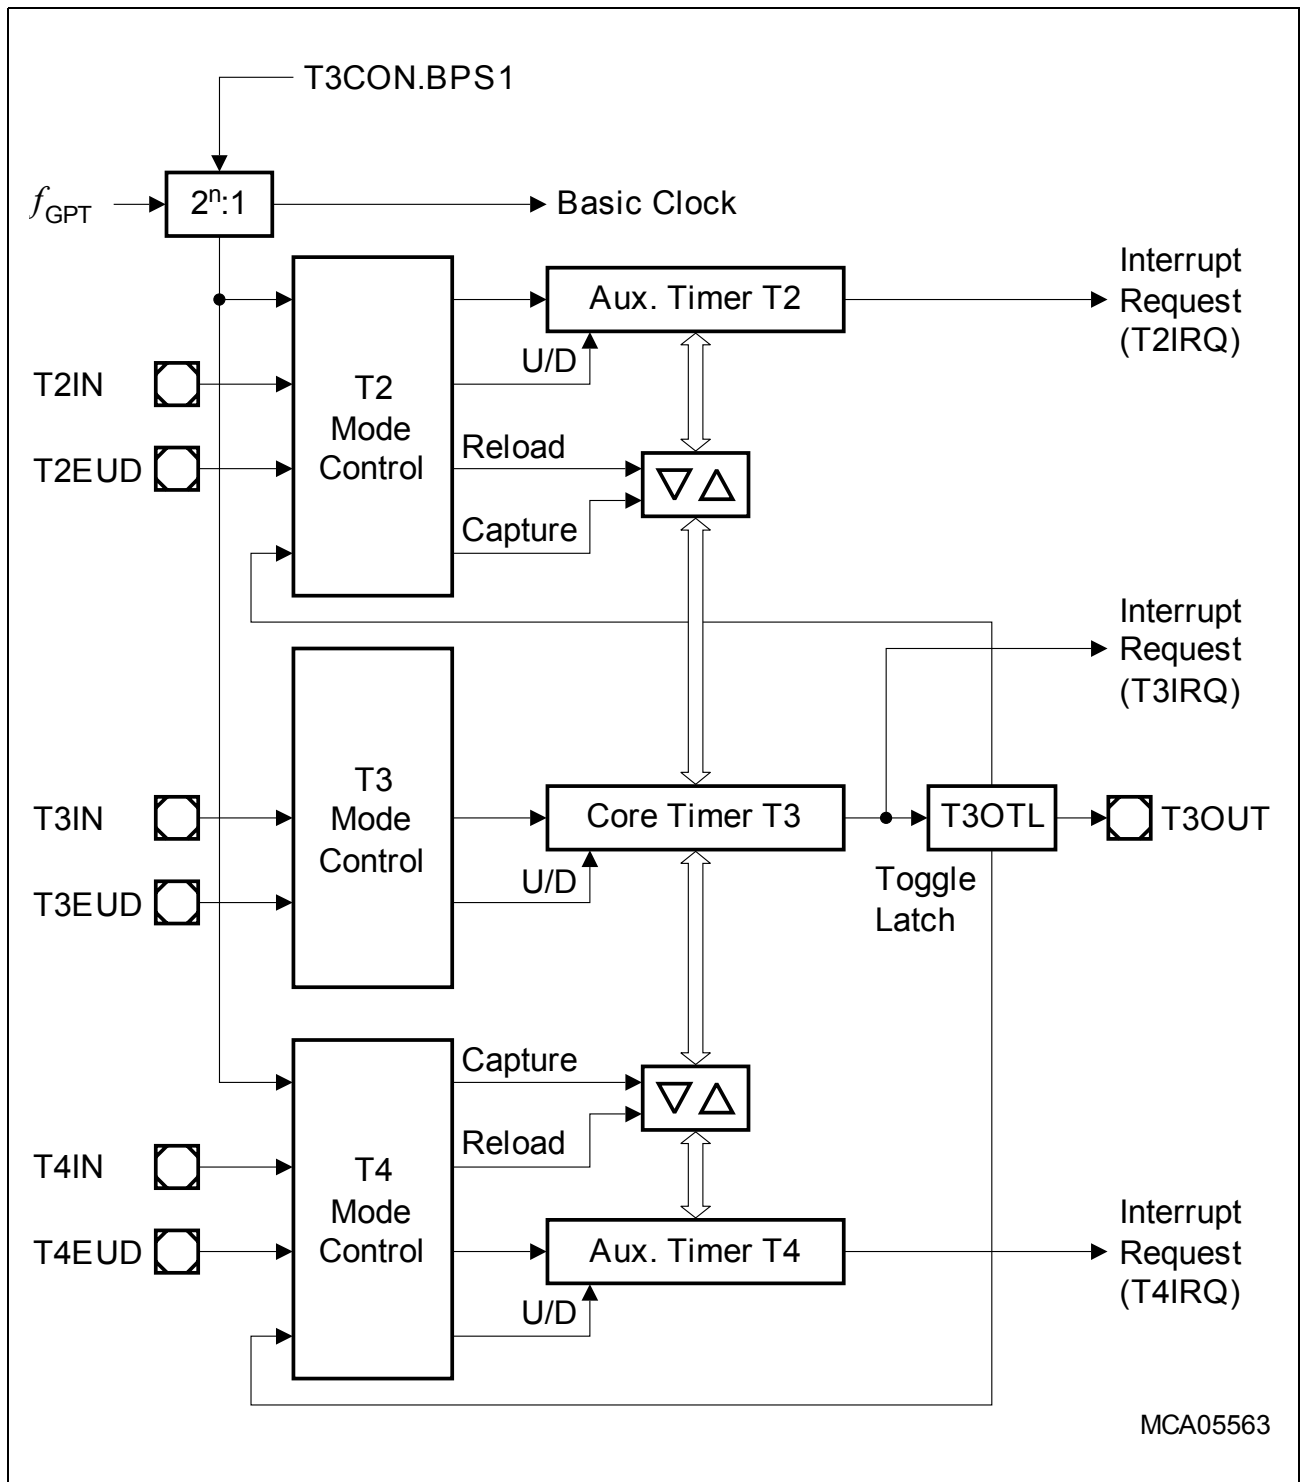 T3CON.BPS1
fGPT
2ⁿ:1
Basic Clock
Interrupt
Request
(T2IRQ)
Aux. Timer T2
U/D
T2IN
T2EUD
T2
Mode
Control
Reload
Capture
Interrupt
Request
(T3IRQ)
T3IN
T3EUD
T3
Mode
Control
Core Timer T3
U/D
T3OTL
T3OUT
Toggle
Latch
Capture
Reload
T4IN
T4EUD
T4
Mode
Control
Aux. Timer T4
U/D
Interrupt
Request
(T4IRQ)
MCA05563